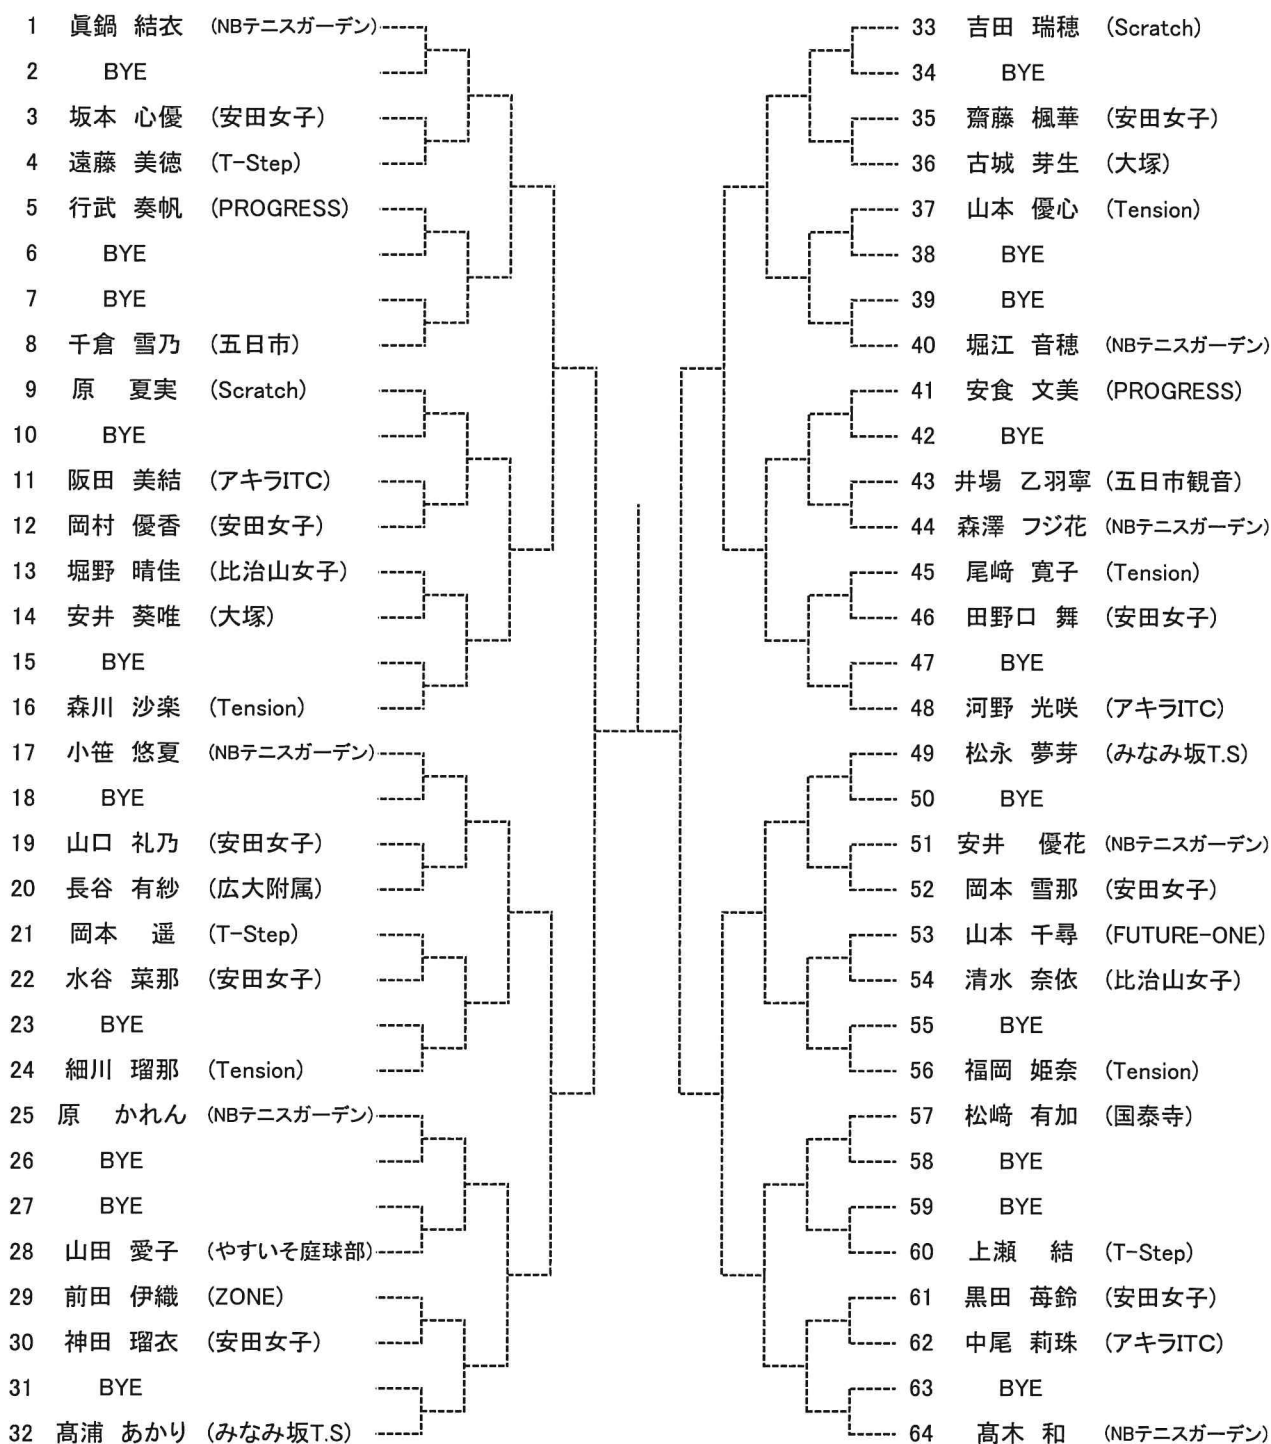 1 眞鍋 結衣 (NBテニスガーデン)
2 BYE
3 坂本 心優 (安田女子)
4 遠藤 美徳 (T-Step)
5 行武 奏帆 (PROGRESS)
6 BYE
7 BYE
8 千倉 雪乃 (五日市)
9 原 夏実 (Scratch)
10 BYE
11 阪田 美結 (アキラITC)
12 岡村 優香 (安田女子)
13 堀野 晴佳 (比治山女子)
14 安井 葵唯 (大塚)
15 BYE
16 森川 沙楽 (Tension)
17 小笹 悠夏 (NBテニスガーデン)
18 BYE
19 山口 礼乃 (安田女子)
20 長谷 有紗 (広大附属)
21 岡本 遥 (T-Step)
22 水谷 菜那 (安田女子)
23 BYE
24 細川 瑠那 (Tension)
25 原 かれん (NBテニスガーデン)
26 BYE
27 BYE
28 山田 愛子 (やすいそ庭球部)
29 前田 伊織 (ZONE)
30 神田 瑠衣 (安田女子)
31 BYE
32 髙浦 あかり (みなみ坂T.S)
33 吉田 瑞穂 (Scratch)
34 BYE
35 齋藤 楓華 (安田女子)
36 古城 芽生 (大塚)
37 山本 優心 (Tension)
38 BYE
39 BYE
40 堀江 音穂 (NBテニスガーデン)
41 安食 文美 (PROGRESS)
42 BYE
43 井場 乙羽寧 (五日市観音)
44 森澤 フジ花 (NBテニスガーデン)
45 尾﨑 寛子 (Tension)
46 田野口 舞 (安田女子)
47 BYE
48 河野 光咲 (アキラITC)
49 松永 夢芽 (みなみ坂T.S)
50 BYE
51 安井 優花 (NBテニスガーデン)
52 岡本 雪那 (安田女子)
53 山本 千尋 (FUTURE-ONE)
54 清水 奈依 (比治山女子)
55 BYE
56 福岡 姫奈 (Tension)
57 松﨑 有加 (国泰寺)
58 BYE
59 BYE
60 上瀬 結 (T-Step)
61 黒田 苺鈴 (安田女子)
62 中尾 莉珠 (アキラITC)
63 BYE
64 髙木 和 (NBテニスガーデン)